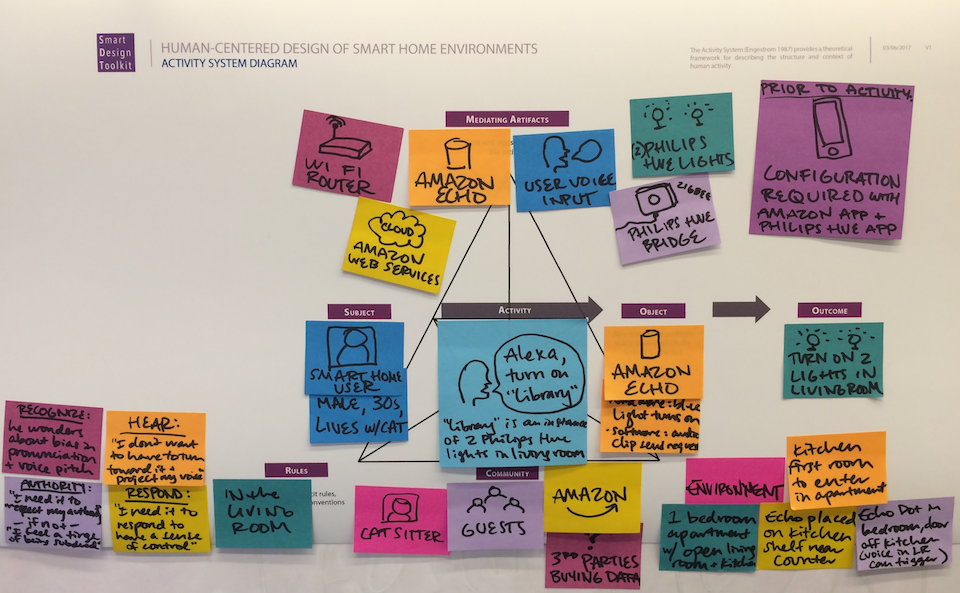 Smart
Design
Toolkit
HUMAN-CENTERED DESIGN OF SMART HOME ENVIRONMENTS
ACTIVITY SYSTEM DIAGRAM
The Activity System (Engestrom 1987) provides a theoretical
framework for describing the structure and context of
human activity.
03/06/2017 V1
MEDIATING ARTIFACTS
WI FI
ROUTER
AMAZON
ECHO
USER VOICE
INPUT
(2) PHILIPS
HUE LIGHTS
PRIOR TO ACTIVITY:
CONFIGURATION
REQUIRED WITH
AMAZON APP +
PHILIPS HUE APP
CLOUD
AMAZON
WEB SERVICES
ZIGBEE
PHILIPS HUE
BRIDGE
SUBJECT
ACTIVITY
OBJECT
OUTCOME
SMART HOME
USER
MALE, 30s,
LIVES W/CAT
Alexa,
turn on
"Library"
"Library" is an instance
of 2 Philips Hue
lights in living room
AMAZON
ECHO
light turns on
software: audio
clip send request
TURN ON 2
LIGHTS IN
LIVINGROOM
RECOGNIZE:
he wonders
about bias in
pronunciation
+ voice pitch
HEAR:
"I don't want
to have to turn
toward it +
project my voice"
AUTHORITY:
"I need it to
respect my authority
— if not —
"I feel a tinge
of being
RESPOND:
"I need it to
respond to
have a sense
of control"
RULES
cit rules,
conventions
IN the
LIVING
ROOM
COMMUNITY
CAT SITTER
GUESTS
AMAZON
3RD PARTIES
BUYING DATA
ENVIRONMENT
Kitchen
first room
to enter
in apartment
1 bedroom
apartment
w/ open living
room + kitchen
Echo placed
on kitchen
shelf near
counter
Echo Dot in
bedroom, door
off kitchen
(voice in LR
can trigger)